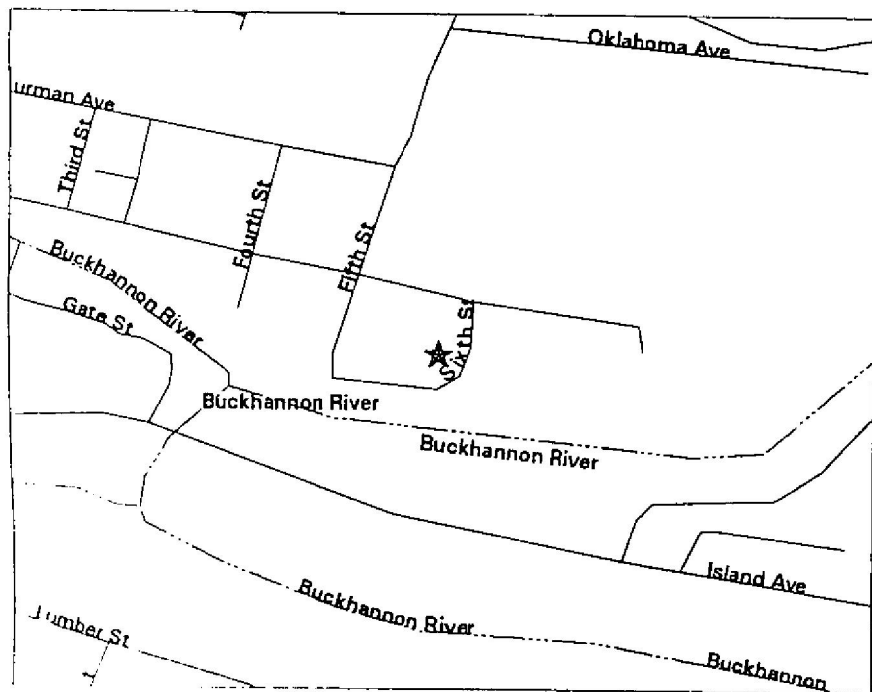 Oklahoma Ave
urman Ave
Third St
Fourth St
Fifth St
Buckhannon River
Gate St
Sixth St
Buckhannon River
Buckhannon River
Island Ave
Buckhannon River
Lumber St
Buckhannon